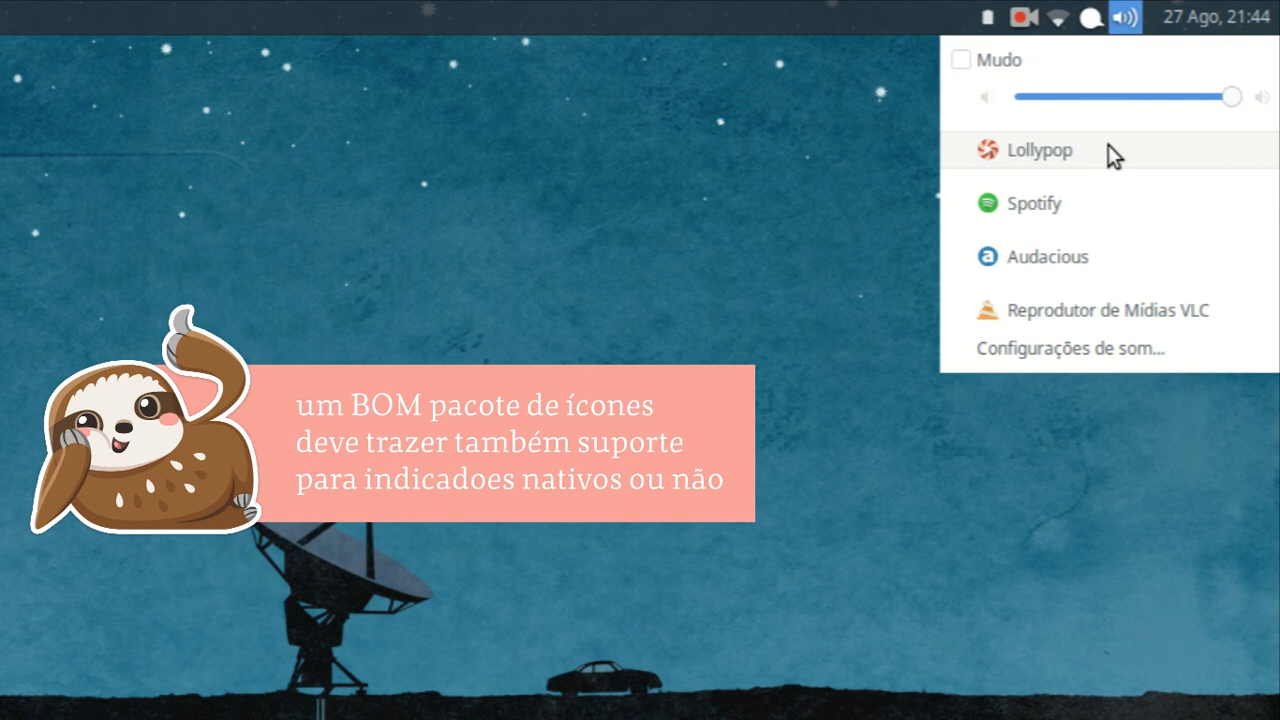 27 Ago, 21:44
Mudo
Lollypop
Spotify
Audacious
Reprodutor de Mídias VLC
Configurações de som...
um BOM pacote de ícones
deve trazer também suporte
para indicadoes nativos ou não